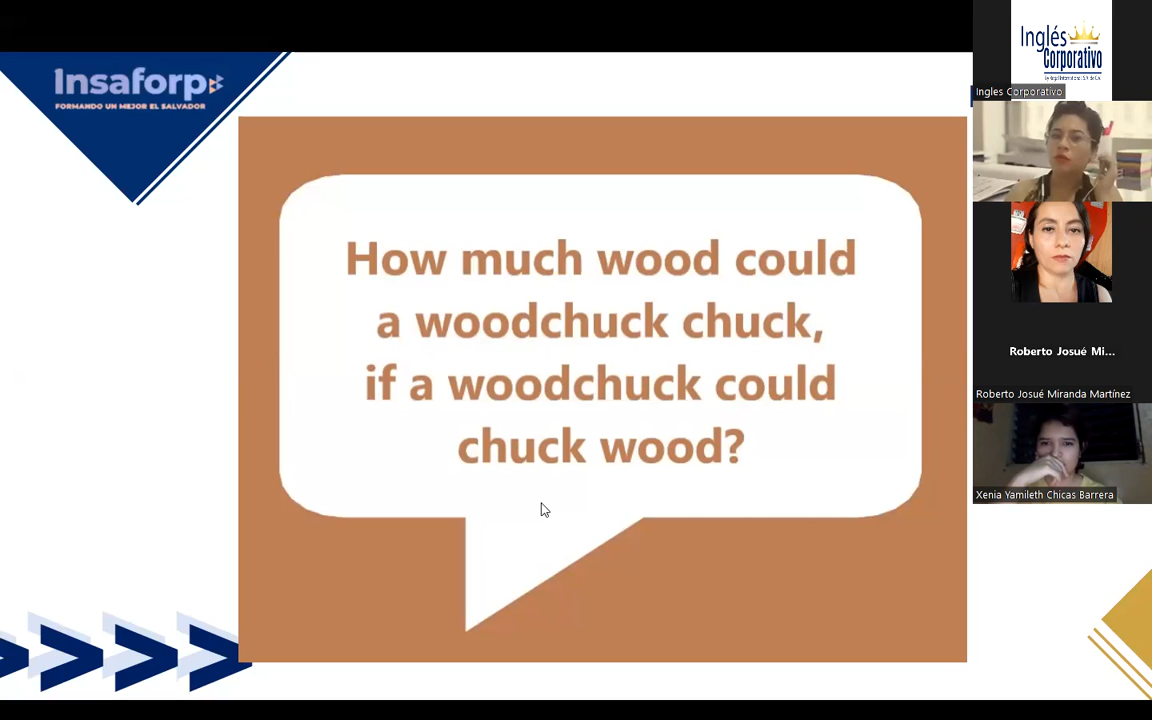 Insaforp
FORMANDO UN MEJOR EL SALVADOR
How much wood could
a woodchuck chuck,
if a woodchuck could
chuck wood?
Inglés
Corporativo
Ingles Corporativo
Roberto Josué Mi...
Roberto Josué Miranda Martínez
Xenia Yamileth Chicas Barrera